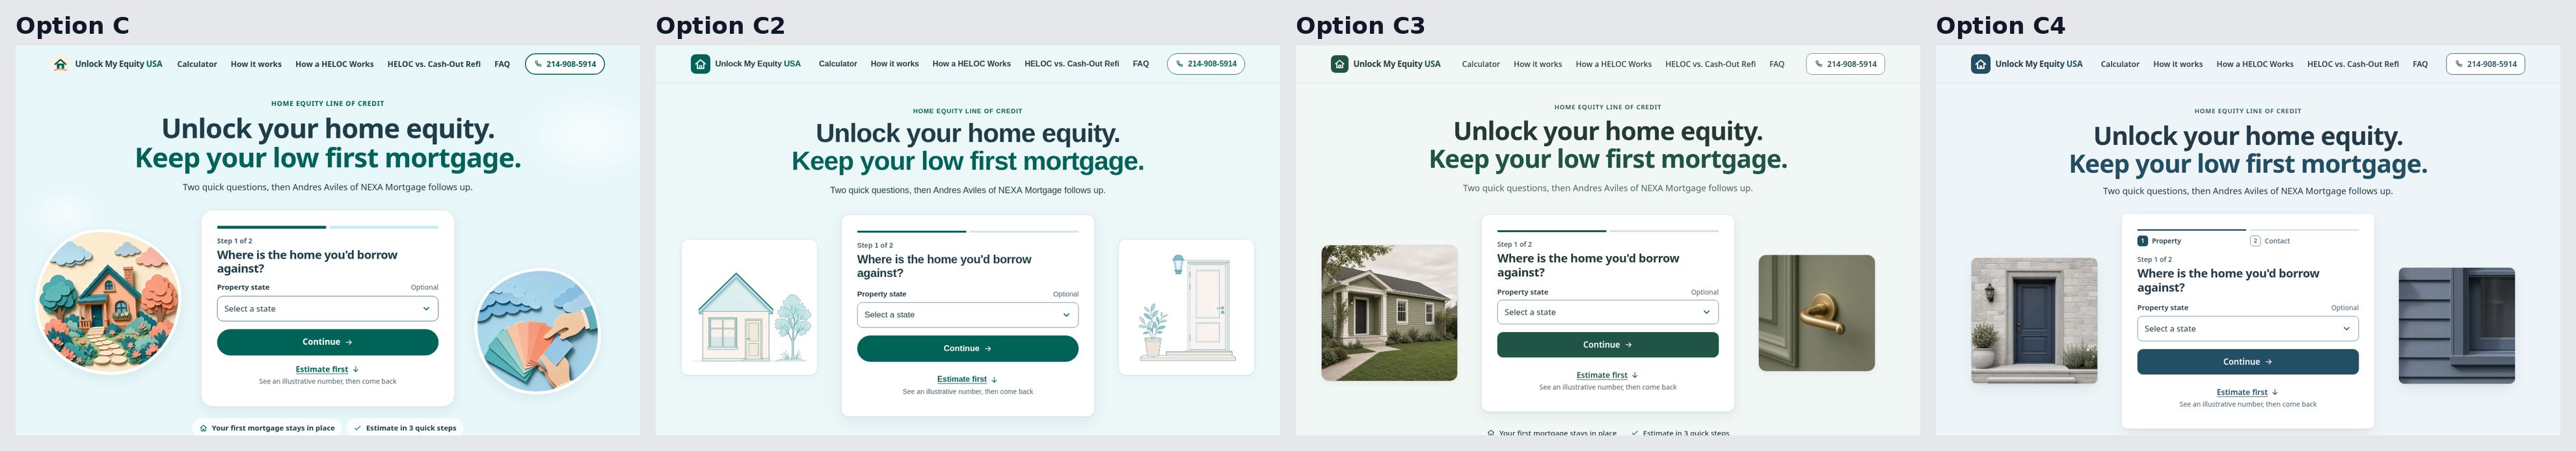 Option C
Unlock My Equity USA
Calculator
How it works
How a HELOC Works
HELOC vs. Cash-Out Refi
FAQ
214-908-5914
HOME EQUITY LINE OF CREDIT
Unlock your home equity.
Keep your low first mortgage.
Two quick questions, then Andres Aviles of NEXA Mortgage follows up.
Step 1 of 2
Where is the home you'd borrow
against?
Property state
Optional
Select a state
Continue →
Estimate first ↓
See an illustrative number, then come back
Your first mortgage stays in place
Estimate in 3 quick steps
Option C2
Unlock My Equity USA
Calculator
How it works
How a HELOC Works
HELOC vs. Cash-Out Refi
FAQ
214-908-5914
HOME EQUITY LINE OF CREDIT
Unlock your home equity.
Keep your low first mortgage.
Two quick questions, then Andres Aviles of NEXA Mortgage follows up.
Step 1 of 2
Where is the home you'd borrow
against?
Property state
Optional
Select a state
Continue →
Estimate first ↓
See an illustrative number, then come back
Option C3
Unlock My Equity USA
Calculator
How it works
How a HELOC Works
HELOC vs. Cash-Out Refi
FAQ
214-908-5914
HOME EQUITY LINE OF CREDIT
Unlock your home equity.
Keep your low first mortgage.
Two quick questions, then Andres Aviles of NEXA Mortgage follows up.
Step 1 of 2
Where is the home you'd borrow
against?
Property state
Optional
Select a state
Continue →
Estimate first ↓
See an illustrative number, then come back
Your first mortgage stays in place
Estimate in 3 quick steps
Option C4
Unlock My Equity USA
Calculator
How it works
How a HELOC Works
HELOC vs. Cash-Out Refi
FAQ
214-908-5914
HOME EQUITY LINE OF CREDIT
Unlock your home equity.
Keep your low first mortgage.
Two quick questions, then Andres Aviles of NEXA Mortgage follows up.
1 Property
2 Contact
Step 1 of 2
Where is the home you'd borrow
against?
Property state
Optional
Select a state
Continue →
Estimate first ↓
See an illustrative number, then come back